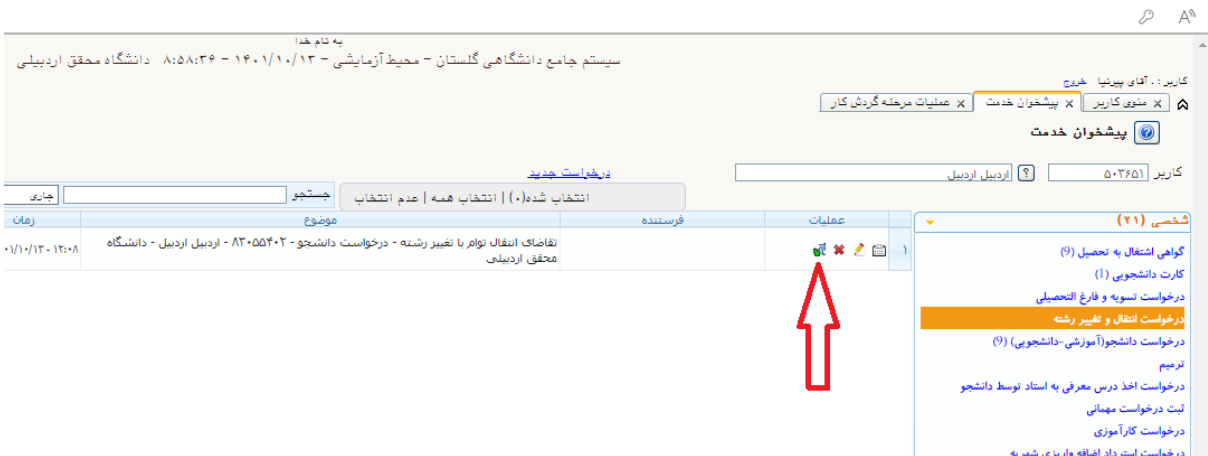 به نام خدا
سیستم جامع دانشگاهی گلستان - محیط آزمایشی - ۱۴۰۱/۱۰/۱۳ - ۸:۵۸:۳۶ دانشگاه محقق اردبیلی
کاربر : . آقای پیرنیا خروج
منوی کاربر x پیشخوان خدمت x عملیات مرحله گردش کار x
پیشخوان خدمت
کاربر ۵۰۳۶۵۱ ؟ اردبیل اردبیل
درخواست جدید
انتخاب شده(۰) | انتخاب همه | عدم انتخاب جستجو جاری
شخصی (۲۱)
گواهی اشتغال به تحصیل (9)
کارت دانشجویی (1)
درخواست تسویه و فارغ التحصیلی
درخواست انتقال و تغییر رشته
درخواست دانشجو(آموزشی-دانشجویی) (9)
ترمیم
درخواست اخذ درس معرفی به استاد توسط دانشجو
ثبت درخواست مهمانی
درخواست کارآموزی
درخواست استرداد اضافه واریزی شهریه
عملیات فرستنده موضوع زمان
۱ تقاضای انتقال توام با تغییر رشته - درخواست دانشجو - ۸۳۰۵۵۴۰۲ - اردبیل اردبیل - دانشگاه
محقق اردبیلی
۰۱/۱۰/۱۳ - ۱۲:۰۸